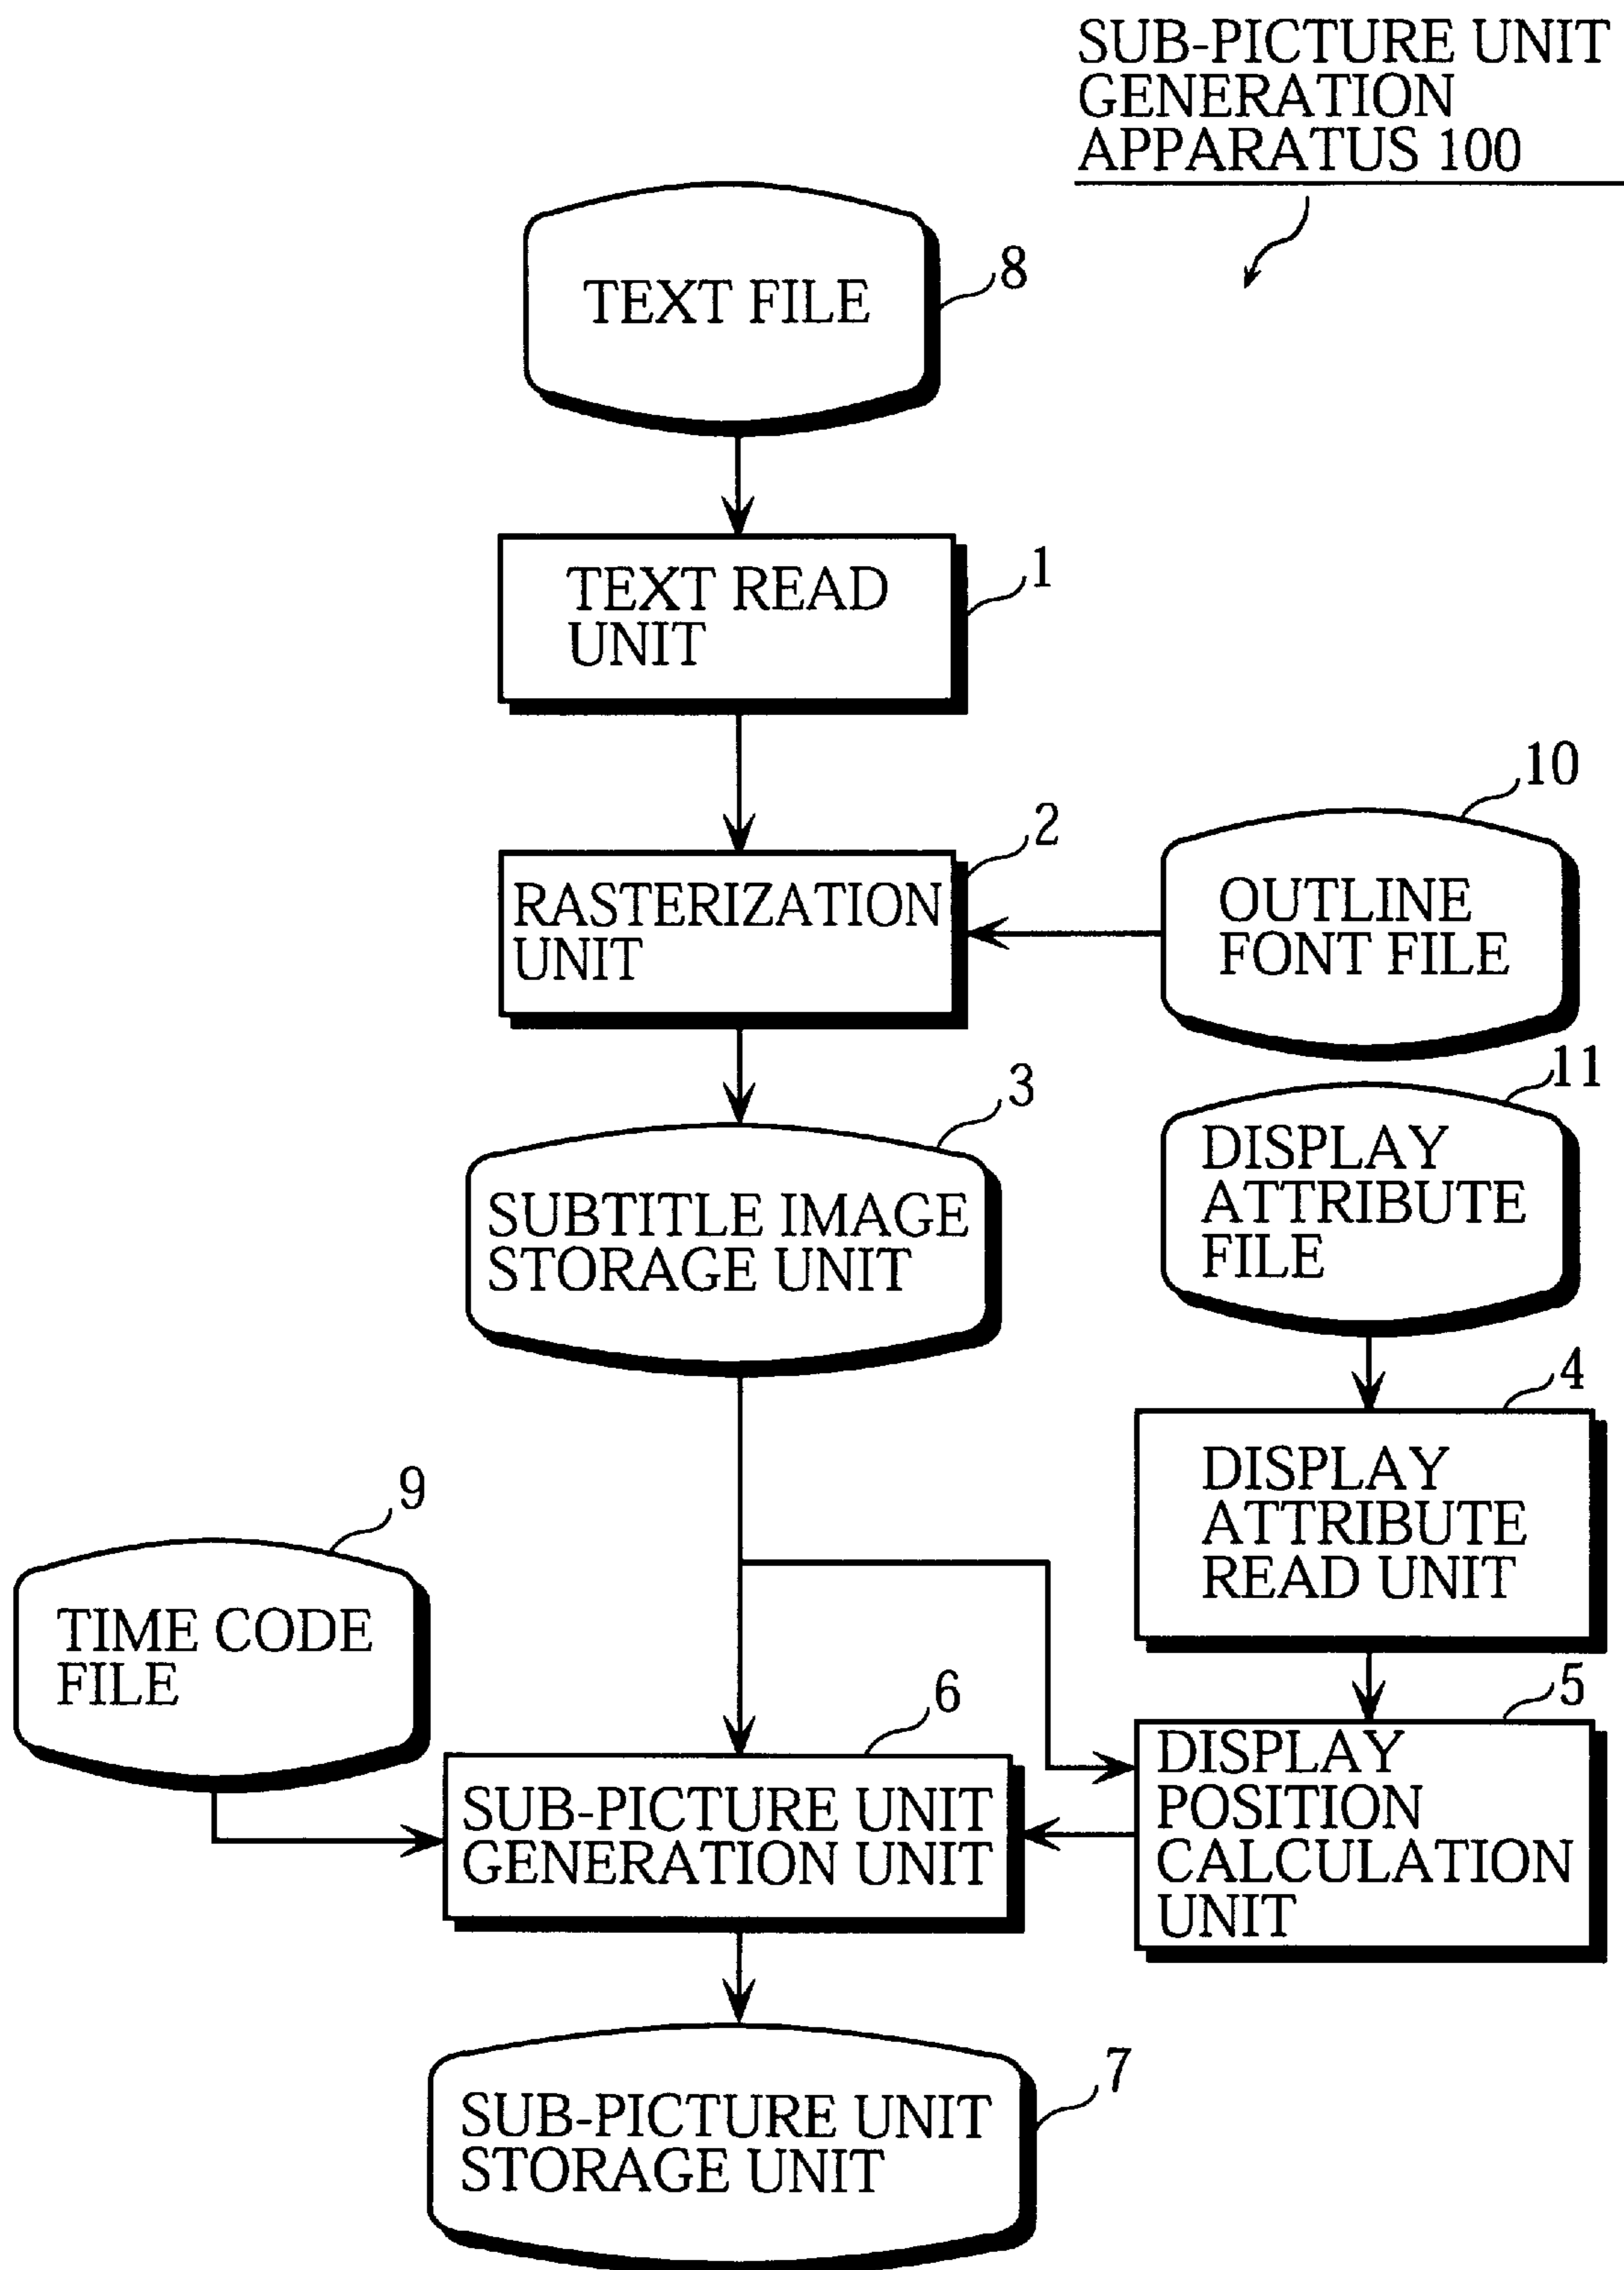 SUB-PICTURE UNIT
GENERATION
APPARATUS 100
TEXT FILE
8
TEXT READ
UNIT
1
RASTERIZATION
UNIT
2
OUTLINE
FONT FILE
10
SUBTITLE IMAGE
STORAGE UNIT
3
DISPLAY
ATTRIBUTE
FILE
11
DISPLAY
ATTRIBUTE
READ UNIT
4
TIME CODE
FILE
9
SUB-PICTURE UNIT
GENERATION UNIT
6
DISPLAY
POSITION
CALCULATION
UNIT
5
SUB-PICTURE UNIT
STORAGE UNIT
7